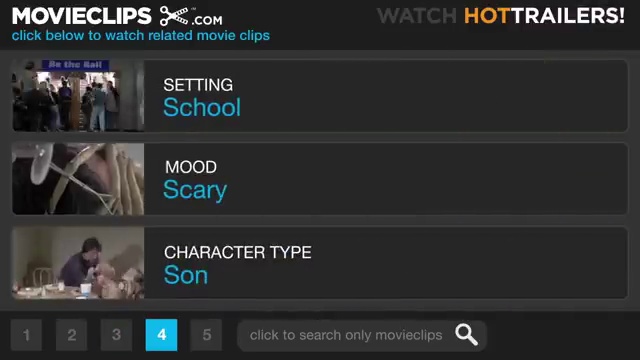 MOVIECLIPS .COM
WATCH HOTTRAILERS!
click below to watch related movie clips
Be the Ball
SETTING
School
MOOD
Scary
CHARACTER TYPE
Son
1 2 3 4 5 click to search only movieclips